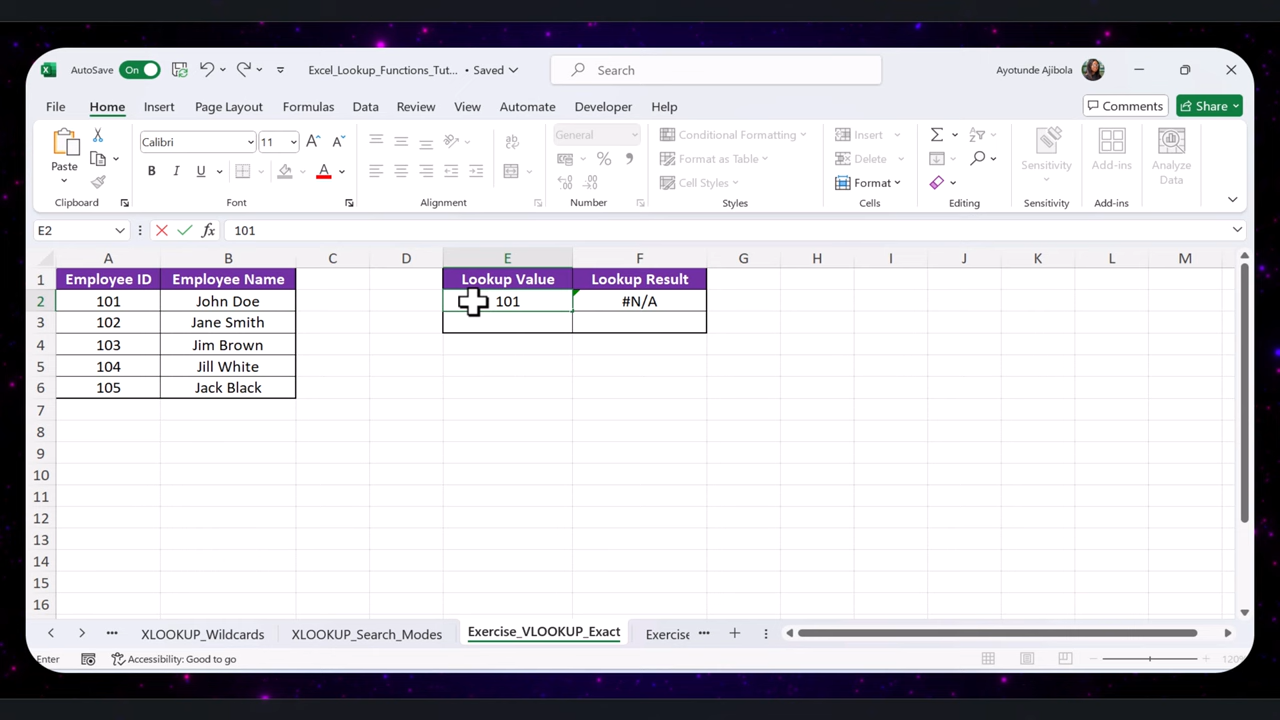 AutoSave On Excel_Lookup_Functions_Tut... • Saved Search Ayotunde Ajibola
File Home Insert Page Layout Formulas Data Review View Automate Developer Help Comments Share
Paste Calibri 11 General Conditional Formatting Insert Sensitivity Add-ins Analyze Data
Format as Table Delete
B I U A Cell Styles Format
Clipboard Font Alignment Number Styles Cells Editing Sensitivity Add-ins
E2 fx 101
A B C D E F G H I J K L M
1 Employee ID Employee Name Lookup Value Lookup Result
2 101 John Doe 101 #N/A
3 102 Jane Smith
4 103 Jim Brown
5 104 Jill White
6 105 Jack Black
7
8
9
10
11
12
13
14
15
16
XLOOKUP_Wildcards XLOOKUP_Search_Modes Exercise_VLOOKUP_Exact Exercise
Enter Accessibility: Good to go 120%